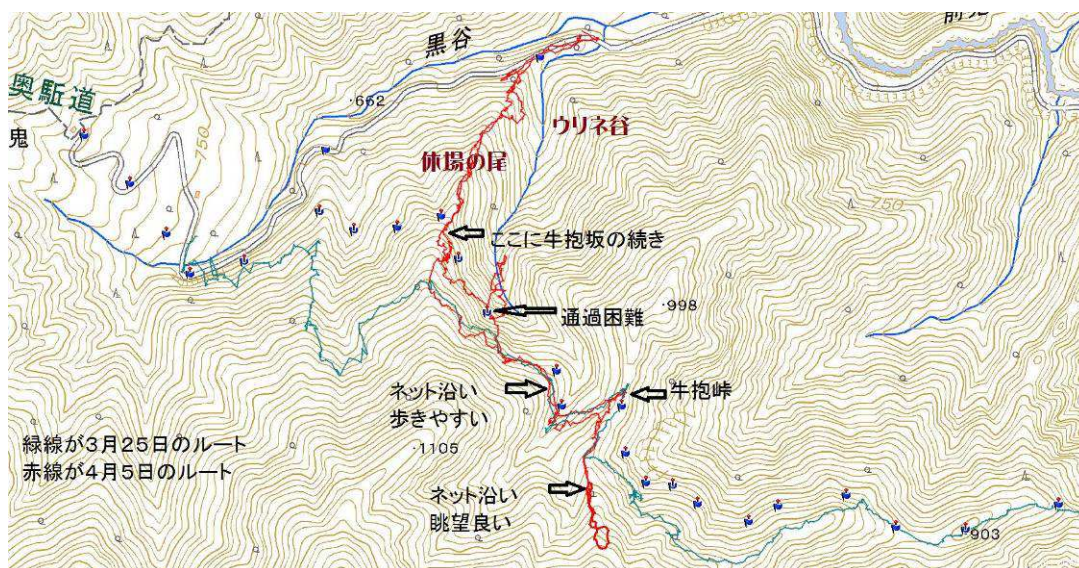 黒谷
奥駈道
・662
ウリネ谷
鬼
750
休場の尾
750
ここに牛抱坂の続き
・998
通過困難
ネット沿い
歩きやすい
牛抱峠
緑線が3月25日のルート
赤線が4月5日のルート
・1105
ネット沿い
眺望良い
・903